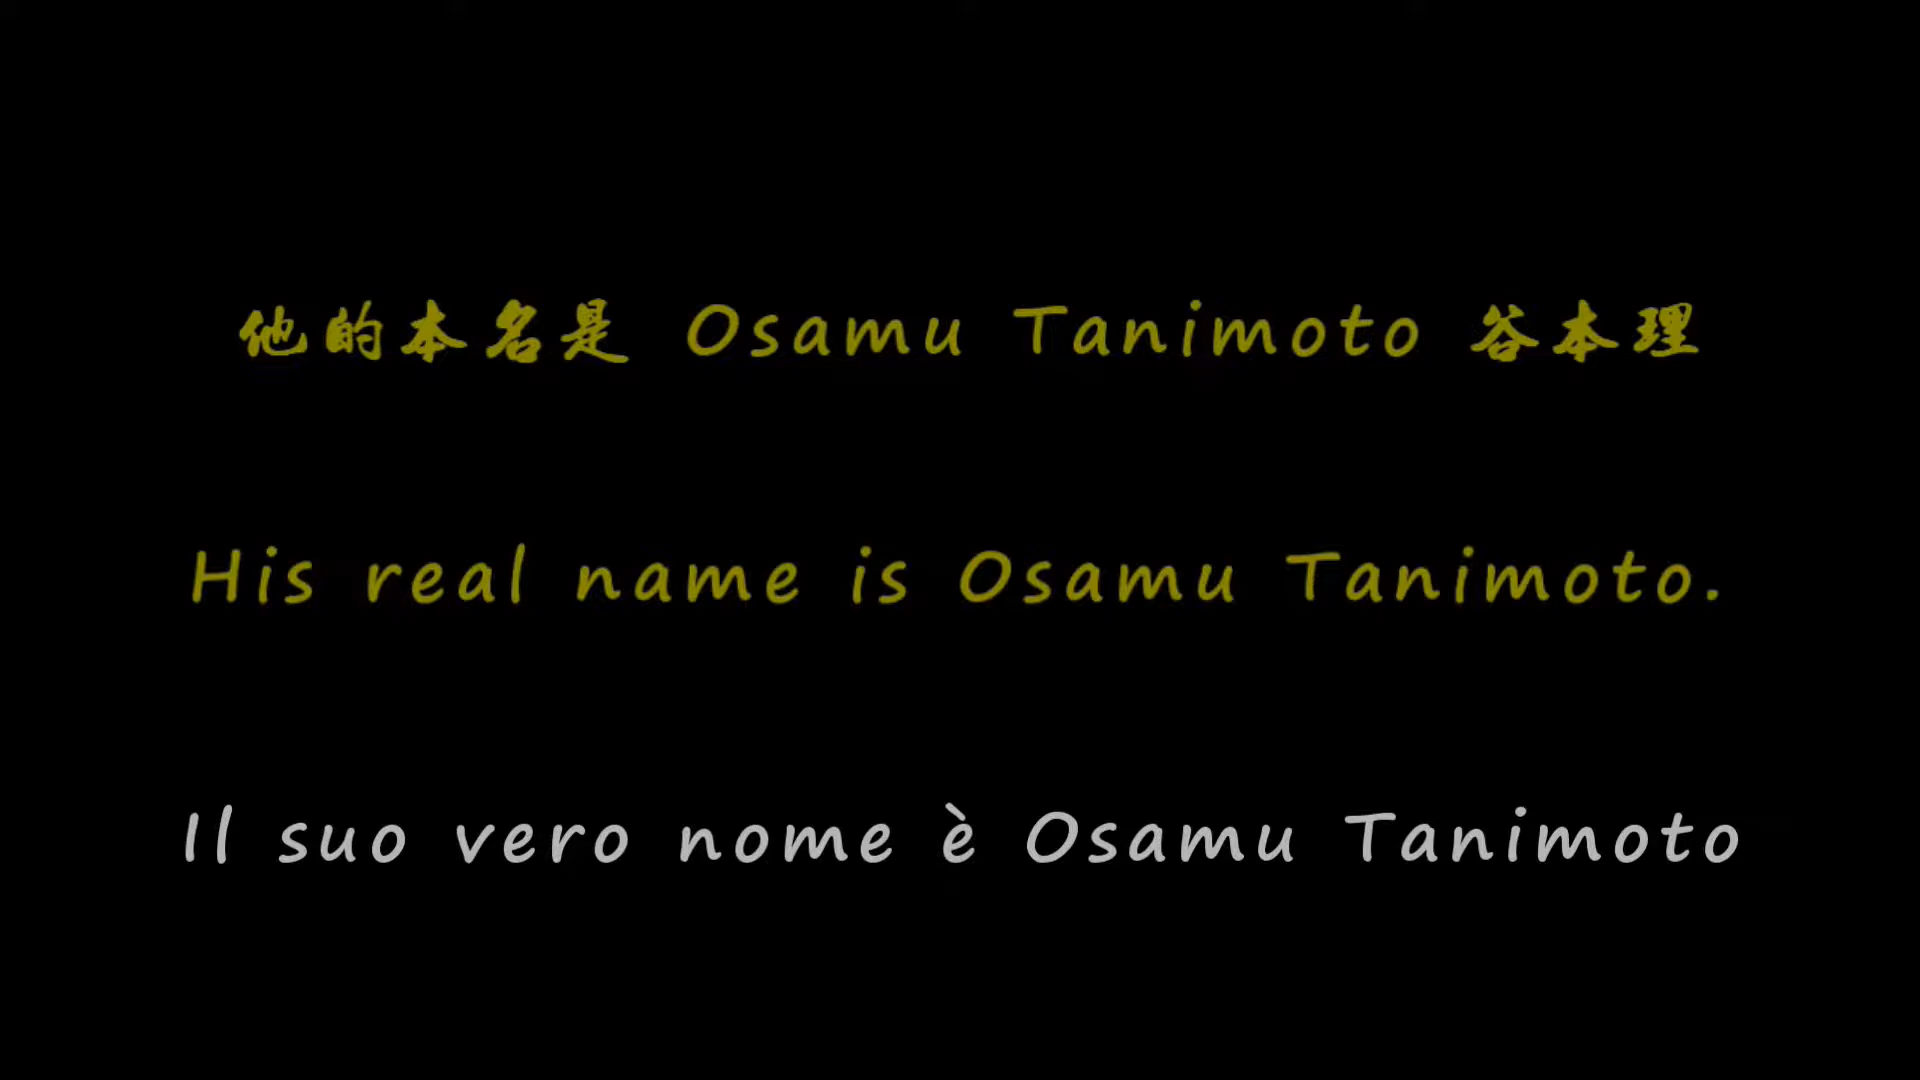 他的本名是 Osamu Tanimoto 谷本理
His real name is Osamu Tanimoto.
Il suo vero nome è Osamu Tanimoto